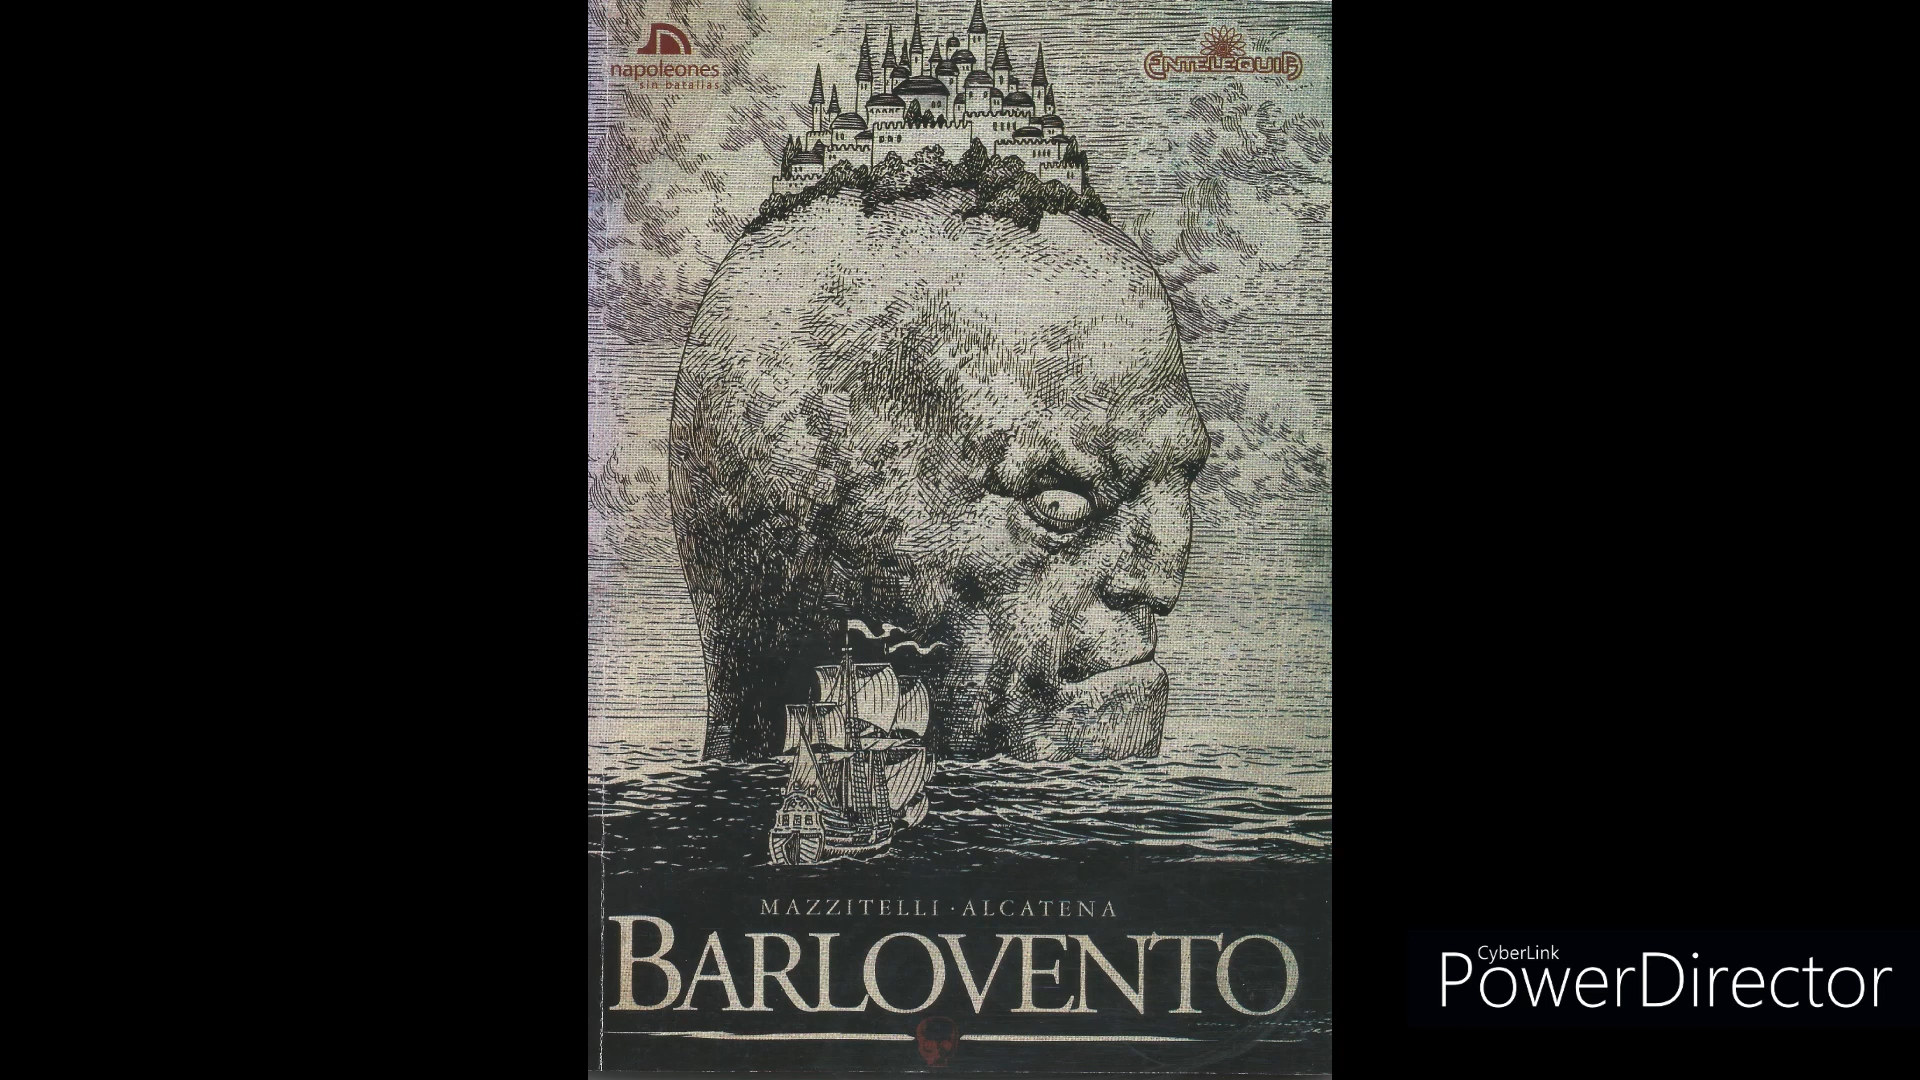 napoleones
sin batallas
ENTELEQUIA
MAZZITELLI · ALCATENA
BARLOVENTO
CyberLink
PowerDirector